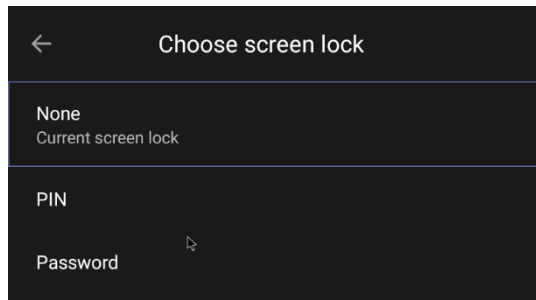 Choose screen lock
None
Current screen lock
PIN
Password